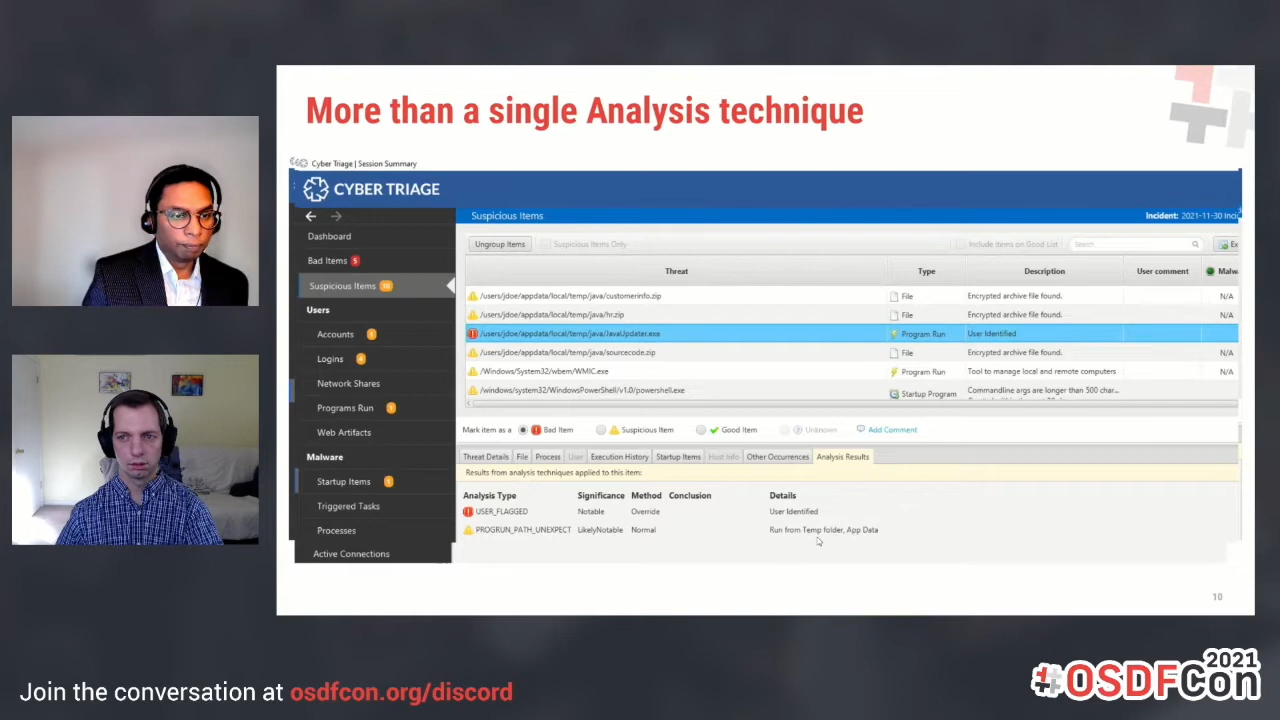 More than a single Analysis technique
Cyber Triage | Session Summary
CYBER TRIAGE
Dashboard
Bad Items 5
Suspicious Items
Users
Accounts 1
Logins 4
Network Shares
Programs Run 1
Web Artifacts
Malware
Startup Items 1
Triggered Tasks
Processes
Active Connections
Suspicious Items
Incident: 2021-11-30 Inci
Ungroup Items Suspicious Items Only Include Items on Good List Search Ex
Threat Type Description User comment Malw
/users/jdoe/appdata/local/temp/java/customerinfo.zip File Encrypted archive file found. N/A
/users/jdoe/appdata/local/temp/java/hr.zip File Encrypted archive file found. N/A
/users/jdoe/appdata/local/temp/java/JavaUpdater.exe Program Run User Identified
/users/jdoe/appdata/local/temp/java/sourcecode.zip File Encrypted archive file found. N/A
/Windows/System32/wbem/WMIC.exe Program Run Tool to manage local and remote computers N/A
/windows/system32/WindowsPowerShell/v1.0/powershell.exe Startup Program Commandline args are longer than 500 char...
Mark item as a Bad Item Suspicious Item Good Item Unknown Add Comment
Threat Details File Process User Execution History Startup Items Host Info Other Occurrences Analysis Results
Results from analysis techniques applied to this item:
Analysis Type Significance Method Conclusion Details
USER_FLAGGED Notable Override User Identified
PROGRUN_PATH_UNEXPECT LikelyNotable Normal Run from Temp folder, App Data
10
Join the conversation at osdfcon.org/discord
2021
#OSDFCon